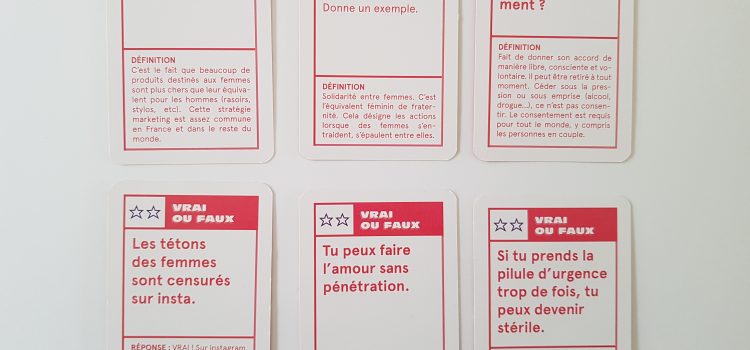 DÉFINITION
C'est le fait que beaucoup de
produits destinés aux femmes
sont plus chers que leur équiva-
lent pour les hommes (rasoirs,
stylos, etc). Cette stratégie
marketing est assez commune
en France et dans le reste du
monde.
Donne un exemple.
DÉFINITION
Solidarité entre femmes. C'est
l'équivalent féminin de frater-
nité. Cela désigne les actions
lorsque des femmes s'en-
traident, s'épaulent entre elles.
ment ?
DÉFINITION
Fait de donner son accord de
manière libre, consciente et vo-
lontaire. Il peut être retiré à tout
moment. Céder sous la pres-
sion ou sous emprise (alcool,
drogue...), ce n'est pas consen-
tir. Le consentement est requis
pour tout le monde, y compris
les personnes en couple.
VRAI
OU FAUX
Les tétons
des femmes
sont censurés
sur insta.
RÉPONSE : VRAI ! Sur instagram,
VRAI
OU FAUX
Tu peux faire
l'amour sans
pénétration.
VRAI
OU FAUX
Si tu prends la
pilule d'urgence
trop de fois, tu
peux devenir
stérile.